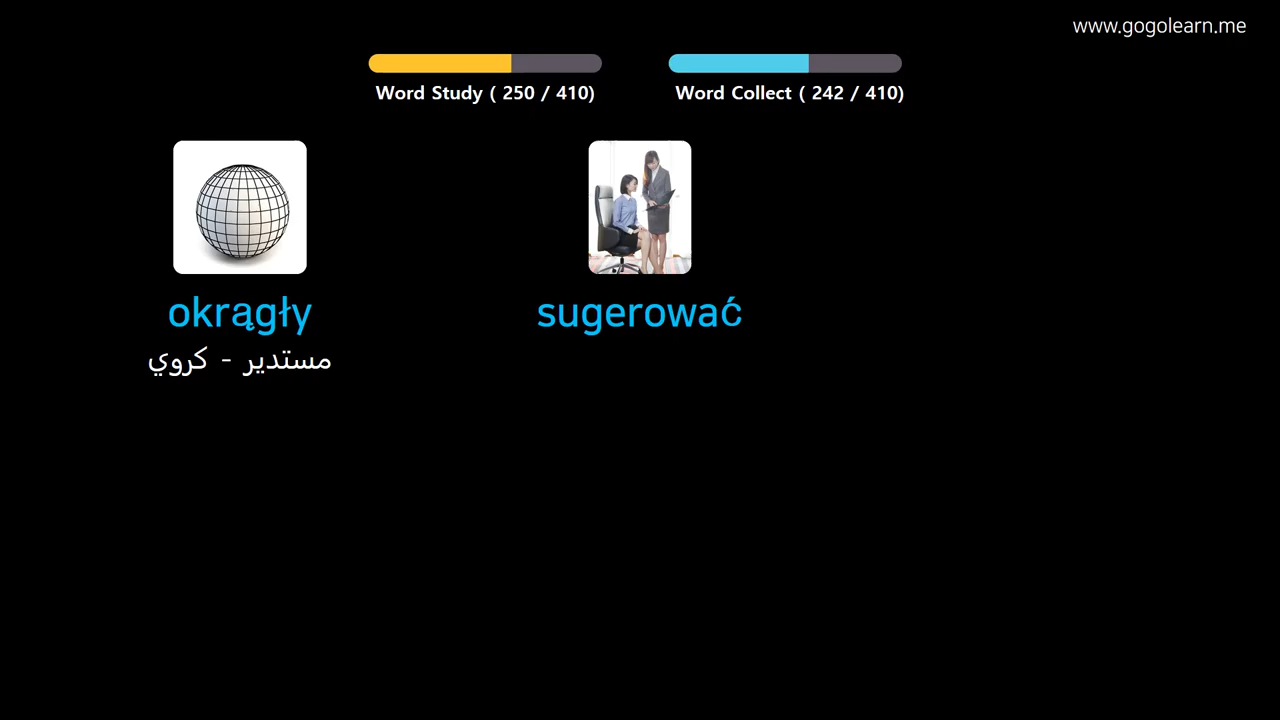 www.gogolearn.me
Word Study ( 250 / 410)
Word Collect ( 242 / 410)
okrągły
sugerować
مستدير - كروي